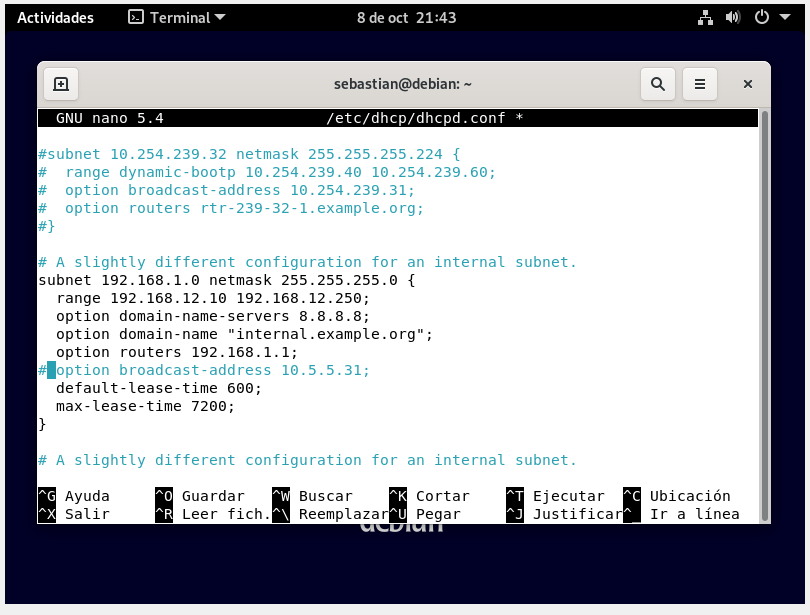 Actividades
Terminal
8 de oct 21:43
sebastian@debian: ~
GNU nano 5.4 /etc/dhcp/dhcpd.conf *
#subnet 10.254.239.32 netmask 255.255.255.224 {
#  range dynamic-bootp 10.254.239.40 10.254.239.60;
#  option broadcast-address 10.254.239.31;
#  option routers rtr-239-32-1.example.org;
#}
# A slightly different configuration for an internal subnet.
subnet 192.168.1.0 netmask 255.255.255.0 {
  range 192.168.12.10 192.168.12.250;
  option domain-name-servers 8.8.8.8;
  option domain-name "internal.example.org";
  option routers 192.168.1.1;
# option broadcast-address 10.5.5.31;
  default-lease-time 600;
  max-lease-time 7200;
}
# A slightly different configuration for an internal subnet.
^G Ayuda ^O Guardar ^W Buscar ^K Cortar ^T Ejecutar ^C Ubicación
^X Salir ^R Leer fich. ^\ Reemplazar ^U Pegar ^J Justificar ^_ Ir a línea
debian